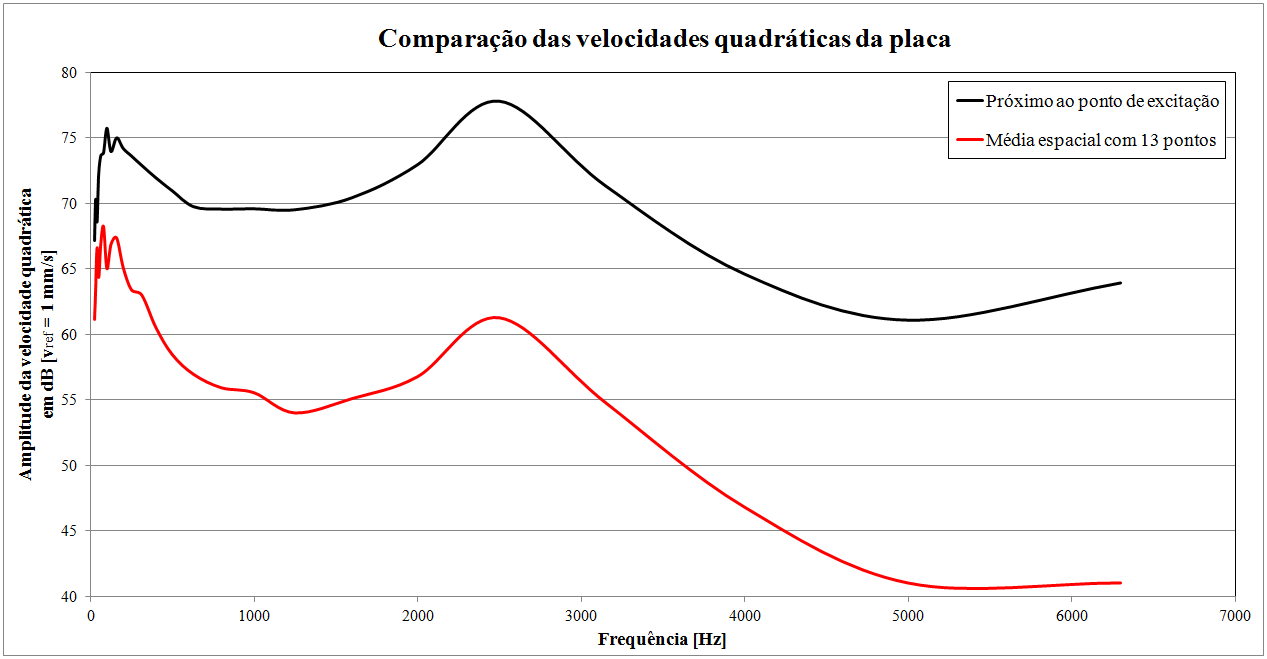 Comparação das velocidades quadráticas da placa
Amplitude da velocidade quadrática
em dB [vref = 1 mm/s]
80
75
70
65
60
55
50
45
40
0 1000 2000 3000 4000 5000 6000 7000
Frequência [Hz]
Próximo ao ponto de excitação
Média espacial com 13 pontos